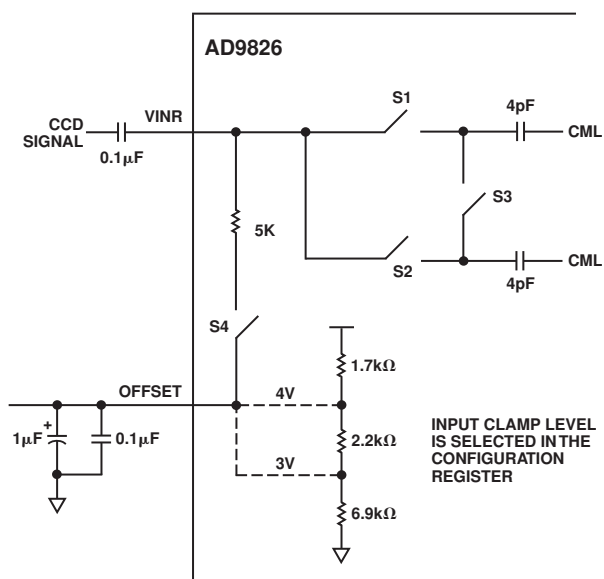 AD9826
S1
4pF
VINR
CCD
SIGNAL
CML
0.1μF
S3
5K
S2
CML
4pF
S4
1.7kΩ
OFFSET
4V
1μF
+
0.1μF
2.2kΩ
INPUT CLAMP LEVEL
IS SELECTED IN THE
CONFIGURATION
REGISTER
3V
6.9kΩ